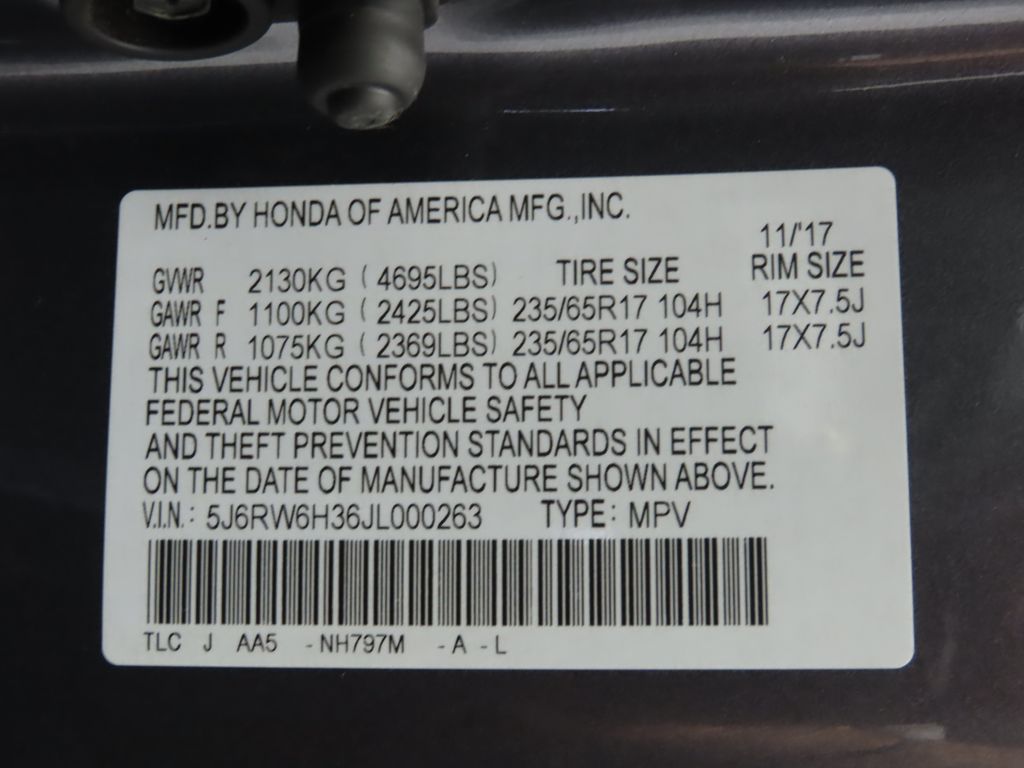 MFD.BY HONDA OF AMERICA MFG.,INC.
11/'17
GVWR 2130KG (4695LBS) TIRE SIZE RIM SIZE
GAWR F 1100KG (2425LBS) 235/65R17 104H 17X7.5J
GAWR R 1075KG (2369LBS) 235/65R17 104H 17X7.5J
THIS VEHICLE CONFORMS TO ALL APPLICABLE
FEDERAL MOTOR VEHICLE SAFETY
AND THEFT PREVENTION STANDARDS IN EFFECT
ON THE DATE OF MANUFACTURE SHOWN ABOVE.
V.I.N.: 5J6RW6H36JL000263 TYPE: MPV
TLC J AA5 -NH797M -A -L